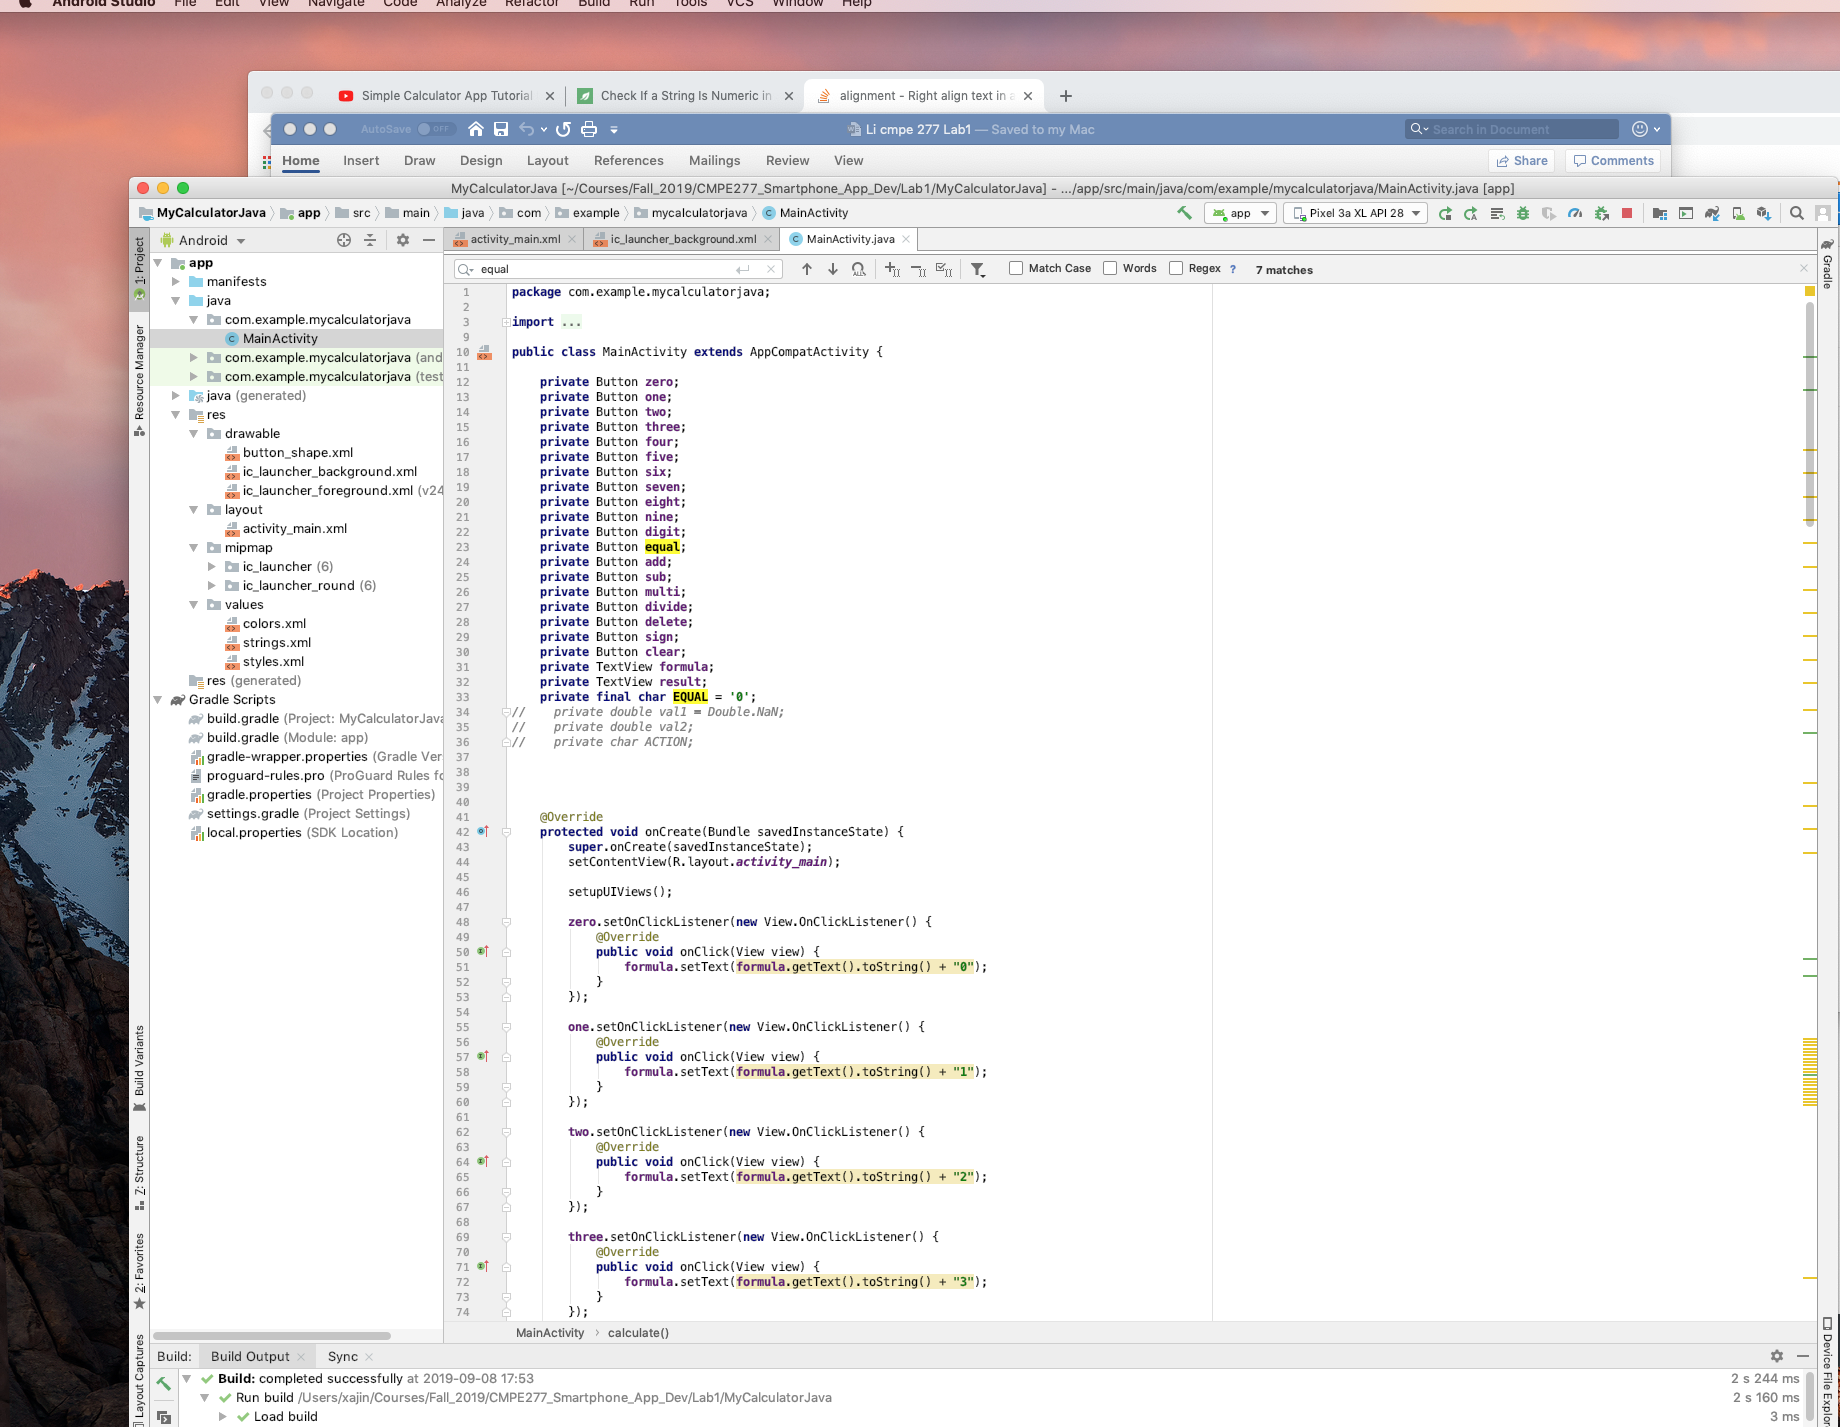 Android Studio File Edit View Navigate Code Analyze Refactor Build Run Tools VCS Window Help
Simple Calculator App Tutorial
Check If a String Is Numeric in
alignment - Right align text in a
AutoSave OFF
Li cmpe 277 Lab1 — Saved to my Mac
Search in Document
Home Insert Draw Design Layout References Mailings Review View
Share Comments
MyCalculatorJava [~/Courses/Fall_2019/CMPE277_Smartphone_App_Dev/Lab1/MyCalculatorJava] - .../app/src/main/java/com/example/mycalculatorjava/MainActivity.java [app]
MyCalculatorJava app src main java com example mycalculatorjava MainActivity
app Pixel 3a XL API 28
Android
activity_main.xml ic_launcher_background.xml MainActivity.java
equal Match Case Words Regex ? 7 matches
1: Project
Resource Manager
Build Variants
7: Structure
2: Favorites
Layout Captures
app
manifests
java
com.example.mycalculatorjava
MainActivity
com.example.mycalculatorjava (and
com.example.mycalculatorjava (test
java (generated)
res
drawable
button_shape.xml
ic_launcher_background.xml
ic_launcher_foreground.xml (v24
layout
activity_main.xml
mipmap
ic_launcher (6)
ic_launcher_round (6)
values
colors.xml
strings.xml
styles.xml
res (generated)
Gradle Scripts
build.gradle (Project: MyCalculatorJava
build.gradle (Module: app)
gradle-wrapper.properties (Gradle Ver
proguard-rules.pro (ProGuard Rules fo
gradle.properties (Project Properties)
settings.gradle (Project Settings)
local.properties (SDK Location)
1 package com.example.mycalculatorjava;
2
3 import ...
9
10 public class MainActivity extends AppCompatActivity {
11
12 private Button zero;
13 private Button one;
14 private Button two;
15 private Button three;
16 private Button four;
17 private Button five;
18 private Button six;
19 private Button seven;
20 private Button eight;
21 private Button nine;
22 private Button digit;
23 private Button equal;
24 private Button add;
25 private Button sub;
26 private Button multi;
27 private Button divide;
28 private Button delete;
29 private Button sign;
30 private Button clear;
31 private TextView formula;
32 private TextView result;
33 private final char EQUAL = '0';
34 // private double val1 = Double.NaN;
35 // private double val2;
36 // private char ACTION;
37
38
39
40
41 @Override
42 protected void onCreate(Bundle savedInstanceState) {
43 super.onCreate(savedInstanceState);
44 setContentView(R.layout.activity_main);
45
46 setupUIViews();
47
48 zero.setOnClickListener(new View.OnClickListener() {
49 @Override
50 public void onClick(View view) {
51 formula.setText(formula.getText().toString() + "0");
52 }
53 });
54
55 one.setOnClickListener(new View.OnClickListener() {
56 @Override
57 public void onClick(View view) {
58 formula.setText(formula.getText().toString() + "1");
59 }
60 });
61
62 two.setOnClickListener(new View.OnClickListener() {
63 @Override
64 public void onClick(View view) {
65 formula.setText(formula.getText().toString() + "2");
66 }
67 });
68
69 three.setOnClickListener(new View.OnClickListener() {
70 @Override
71 public void onClick(View view) {
72 formula.setText(formula.getText().toString() + "3");
73 }
74 });
MainActivity calculate()
Gradle
Device File Explor
Build: Build Output Sync
Build: completed successfully at 2019-09-08 17:53 2 s 244 ms
Run build /Users/xajin/Courses/Fall_2019/CMPE277_Smartphone_App_Dev/Lab1/MyCalculatorJava 2 s 160 ms
Load build 3 ms